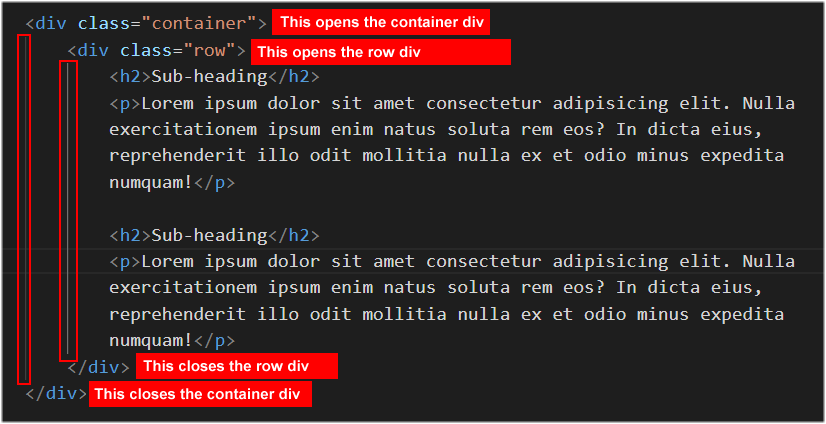 <div class="container"> This opens the container div
<div class="row"> This opens the row div
<h2>Sub-heading</h2>
<p>Lorem ipsum dolor sit amet consectetur adipisicing elit. Nulla
exercitationem ipsum enim natus soluta rem eos? In dicta eius,
reprehenderit illo odit mollitia nulla ex et odio minus expedita
numquam!</p>
<h2>Sub-heading</h2>
<p>Lorem ipsum dolor sit amet consectetur adipisicing elit. Nulla
exercitationem ipsum enim natus soluta rem eos? In dicta eius,
reprehenderit illo odit mollitia nulla ex et odio minus expedita
numquam!</p>
</div> This closes the row div
</div> This closes the container div